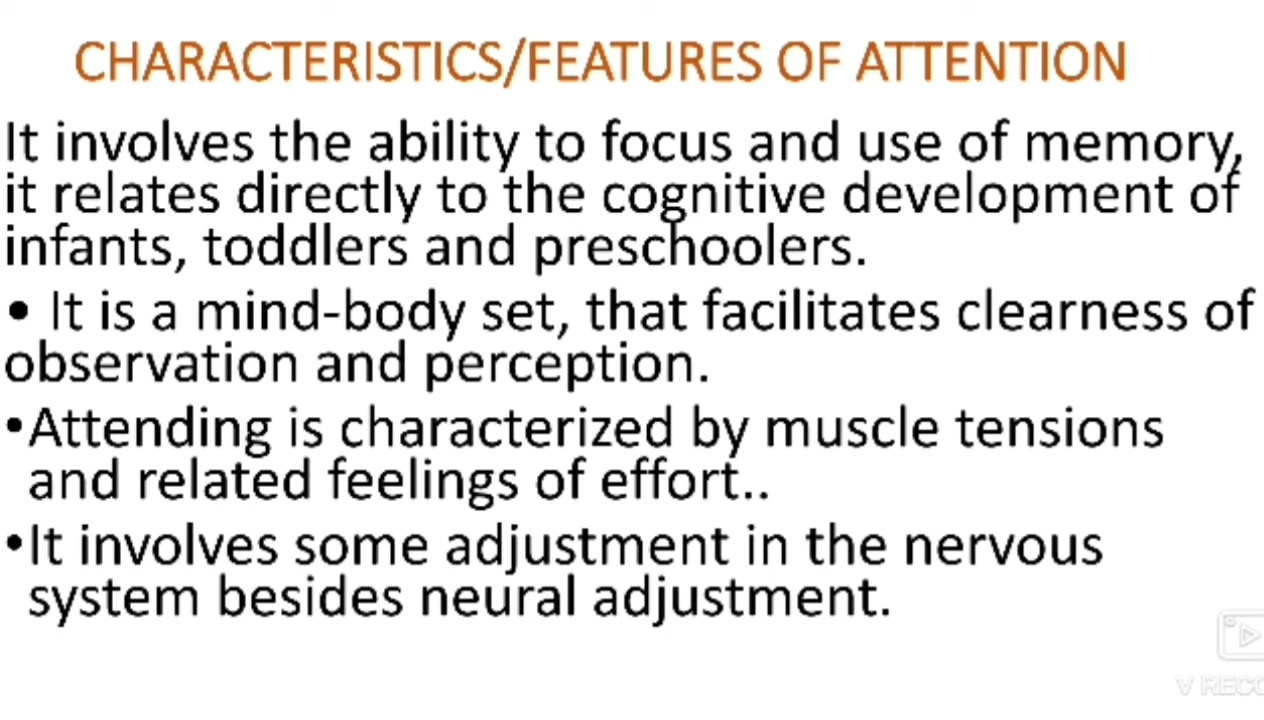 CHARACTERISTICS/FEATURES OF ATTENTION
It involves the ability to focus and use of memory,
it relates directly to the cognitive development of
infants, toddlers and preschoolers.
• It is a mind-body set, that facilitates clearness of
observation and perception.
•Attending is characterized by muscle tensions
and related feelings of effort..
•It involves some adjustment in the nervous
system besides neural adjustment.
V RECO